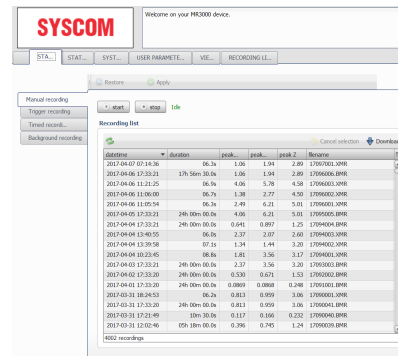 SYSCOM
Welcome on your MR3000 device.
STA... STAT... SYST... USER PARAMETE... VIE... RECORDING LI...
Restore Apply
Manual recording
Trigger recording
Timed recordi...
Background recording
start stop Idle
Recording list
Cancel selection Downloa
datetime duration peak... peak... peak Z filename
2017-04-07 07:14:36 06.3s 1.06 1.94 2.89 17097001.XMR
2017-04-06 17:33:21 17h 56m 30.0s 1.06 1.94 2.89 17096006.BMR
2017-04-06 11:21:25 06.9s 4.06 5.78 4.58 17096003.XMR
2017-04-06 11:06:00 06.7s 1.38 2.77 4.50 17096002.XMR
2017-04-06 11:05:54 06.3s 2.49 6.21 5.01 17096001.XMR
2017-04-05 17:33:21 24h 00m 00.0s 4.06 6.21 5.01 17095005.BMR
2017-04-04 17:33:21 24h 00m 00.0s 0.641 0.897 1.25 17094004.BMR
2017-04-04 13:40:55 06.0s 2.37 2.07 2.60 17094003.XMR
2017-04-04 13:39:58 07.1s 1.34 1.44 3.20 17094002.XMR
2017-04-04 10:23:45 08.8s 1.81 3.56 3.17 17094001.XMR
2017-04-03 17:33:21 24h 00m 00.0s 2.37 3.56 3.20 17093003.BMR
2017-04-02 17:33:20 24h 00m 00.0s 0.530 0.671 1.53 17092002.BMR
2017-04-01 17:33:20 24h 00m 00.0s 0.0869 0.0868 0.248 17091001.BMR
2017-03-31 18:24:53 06.2s 0.813 0.959 3.06 17090001.XMR
2017-03-31 17:33:20 24h 00m 00.0s 0.813 0.959 3.06 17090041.BMR
2017-03-31 17:21:49 10m 30.0s 0.117 0.166 0.232 17090040.BMR
2017-03-31 12:02:46 05h 18m 00.0s 0.396 0.745 1.24 17090039.BMR
4002 recordings